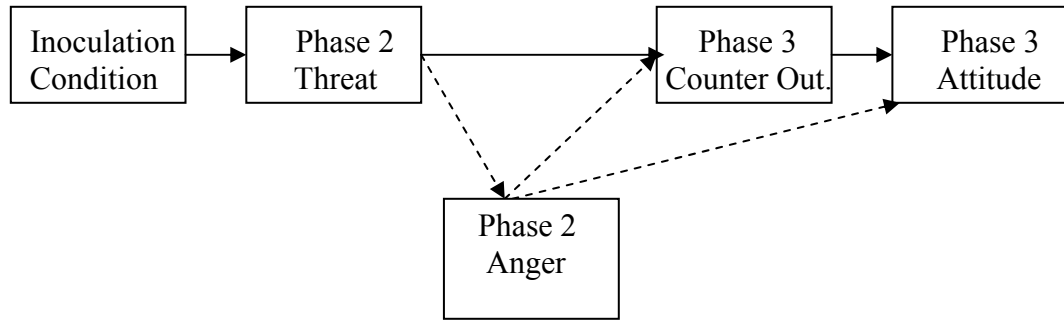 Inoculation
Condition
Phase 2
Threat
Phase 3
Counter Out.
Phase 3
Attitude
Phase 2
Anger